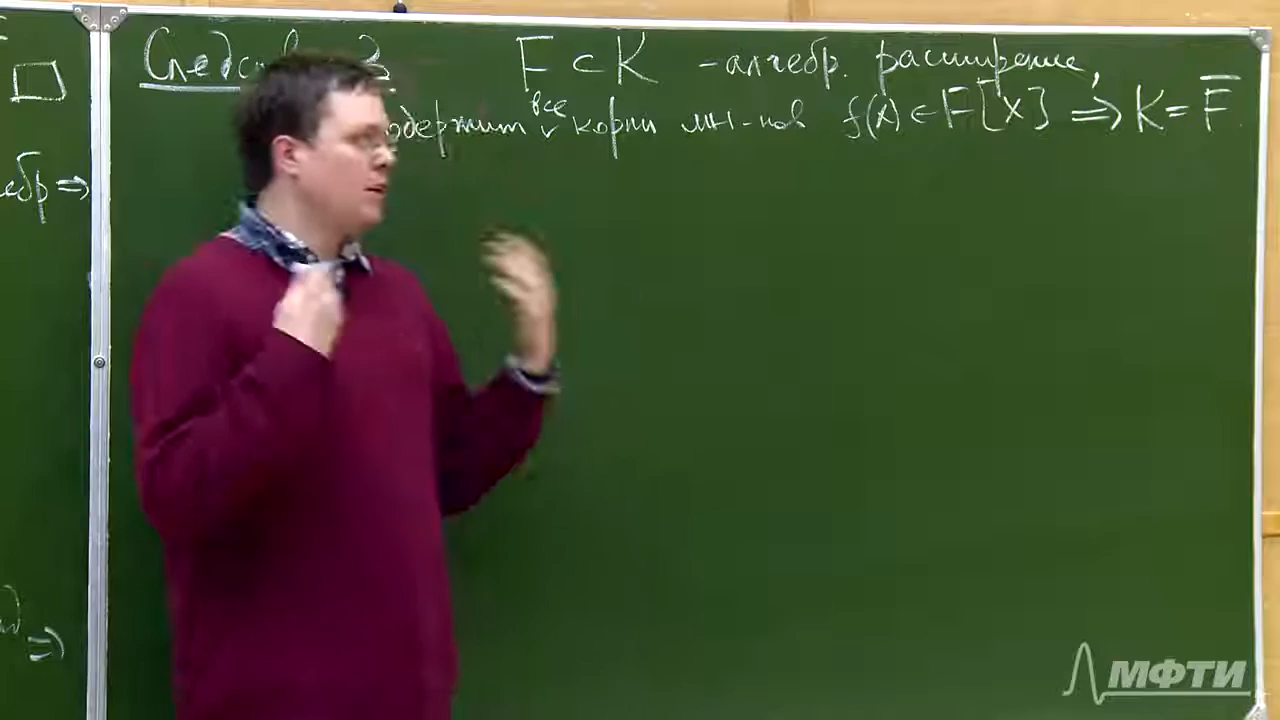 F ⊂ K - алгебр. расширение,
все
корни мн-нов f(x) ∈ F[x] ⇒ K = F̅
⇒
⇒
МФТИ